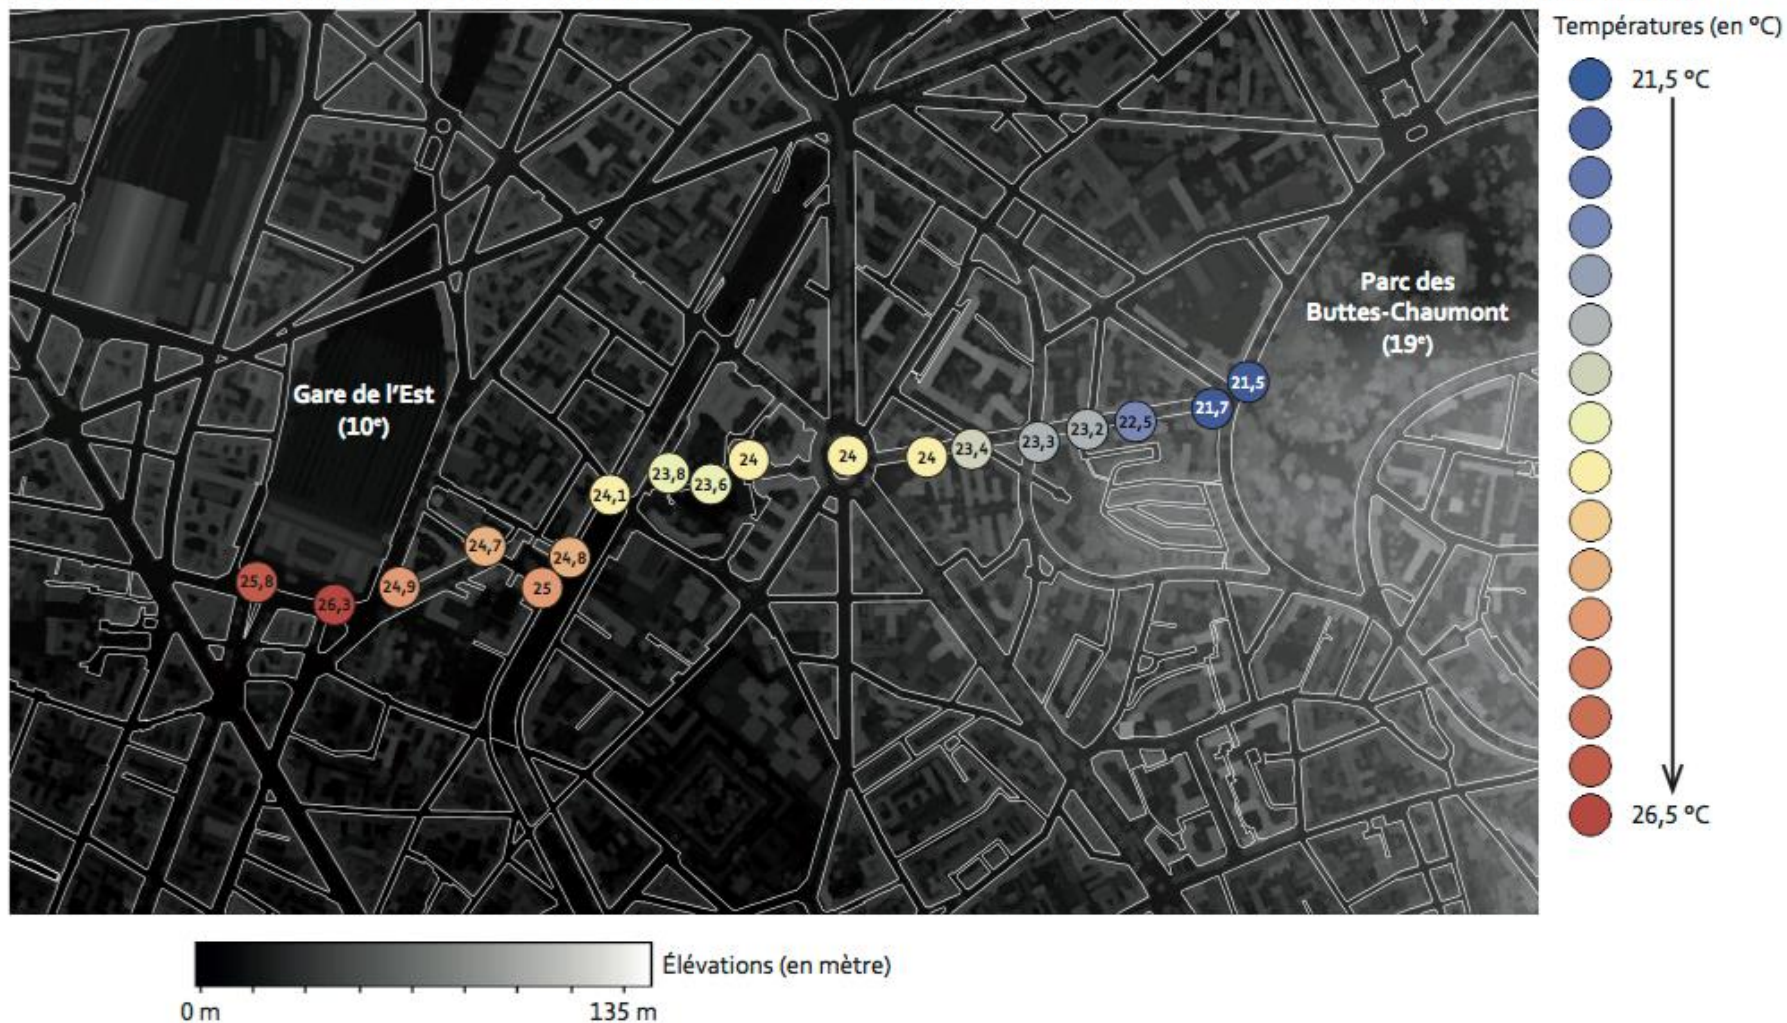 Températures (en °C)
21,5 °C
26,5 °C
Parc des
Buttes-Chaumont
(19e)
Gare de l'Est
(10e)
25,8
26,3
24,9
24,7
25
24,8
24,1
23,8
23,6
24
24
24
23,4
23,3
23,2
22,5
21,7
21,5
Élévations (en mètre)
0 m
135 m